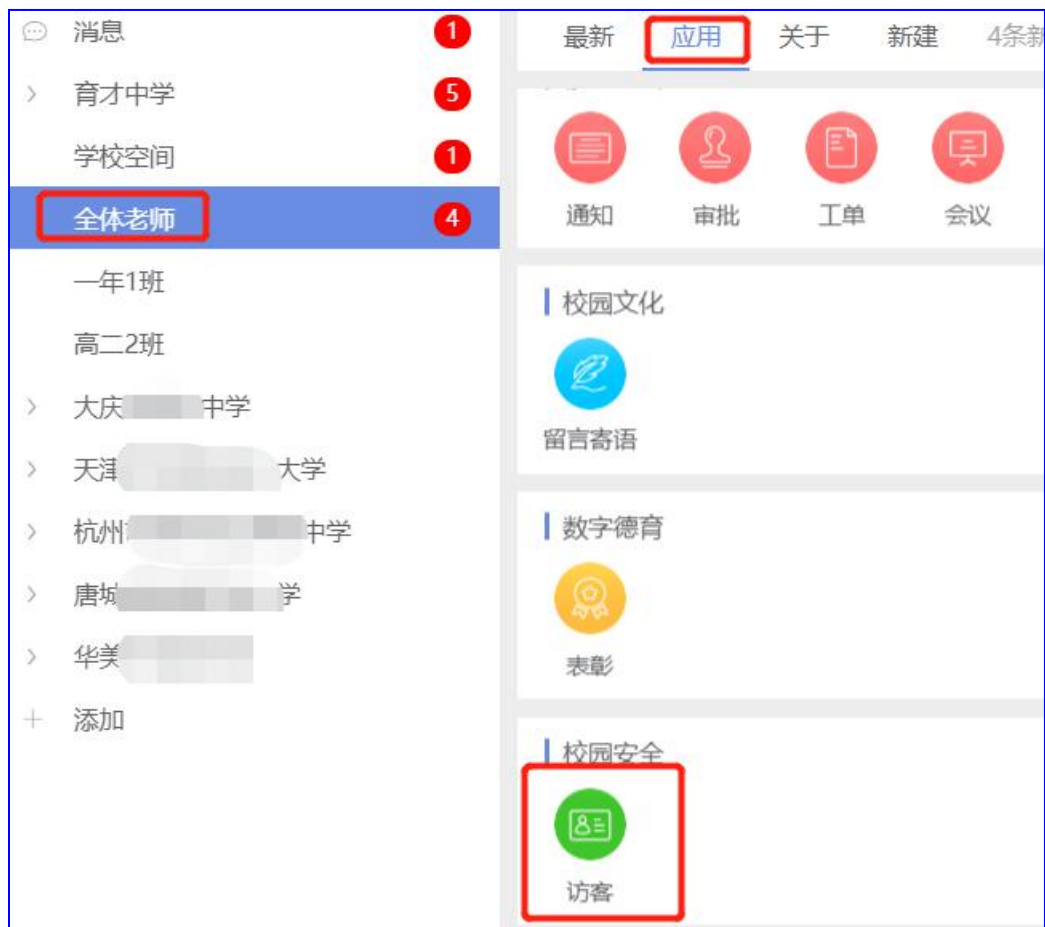 消息 1
育才中学 5
学校空间 1
全体老师 4
一年1班
高二2班
大庆 中学
天津 大学
杭州 中学
唐城 学
华美
添加
最新 应用 关于 新建 4条新
通知 审批 工单 会议
校园文化
留言寄语
数字德育
表彰
校园安全
访客